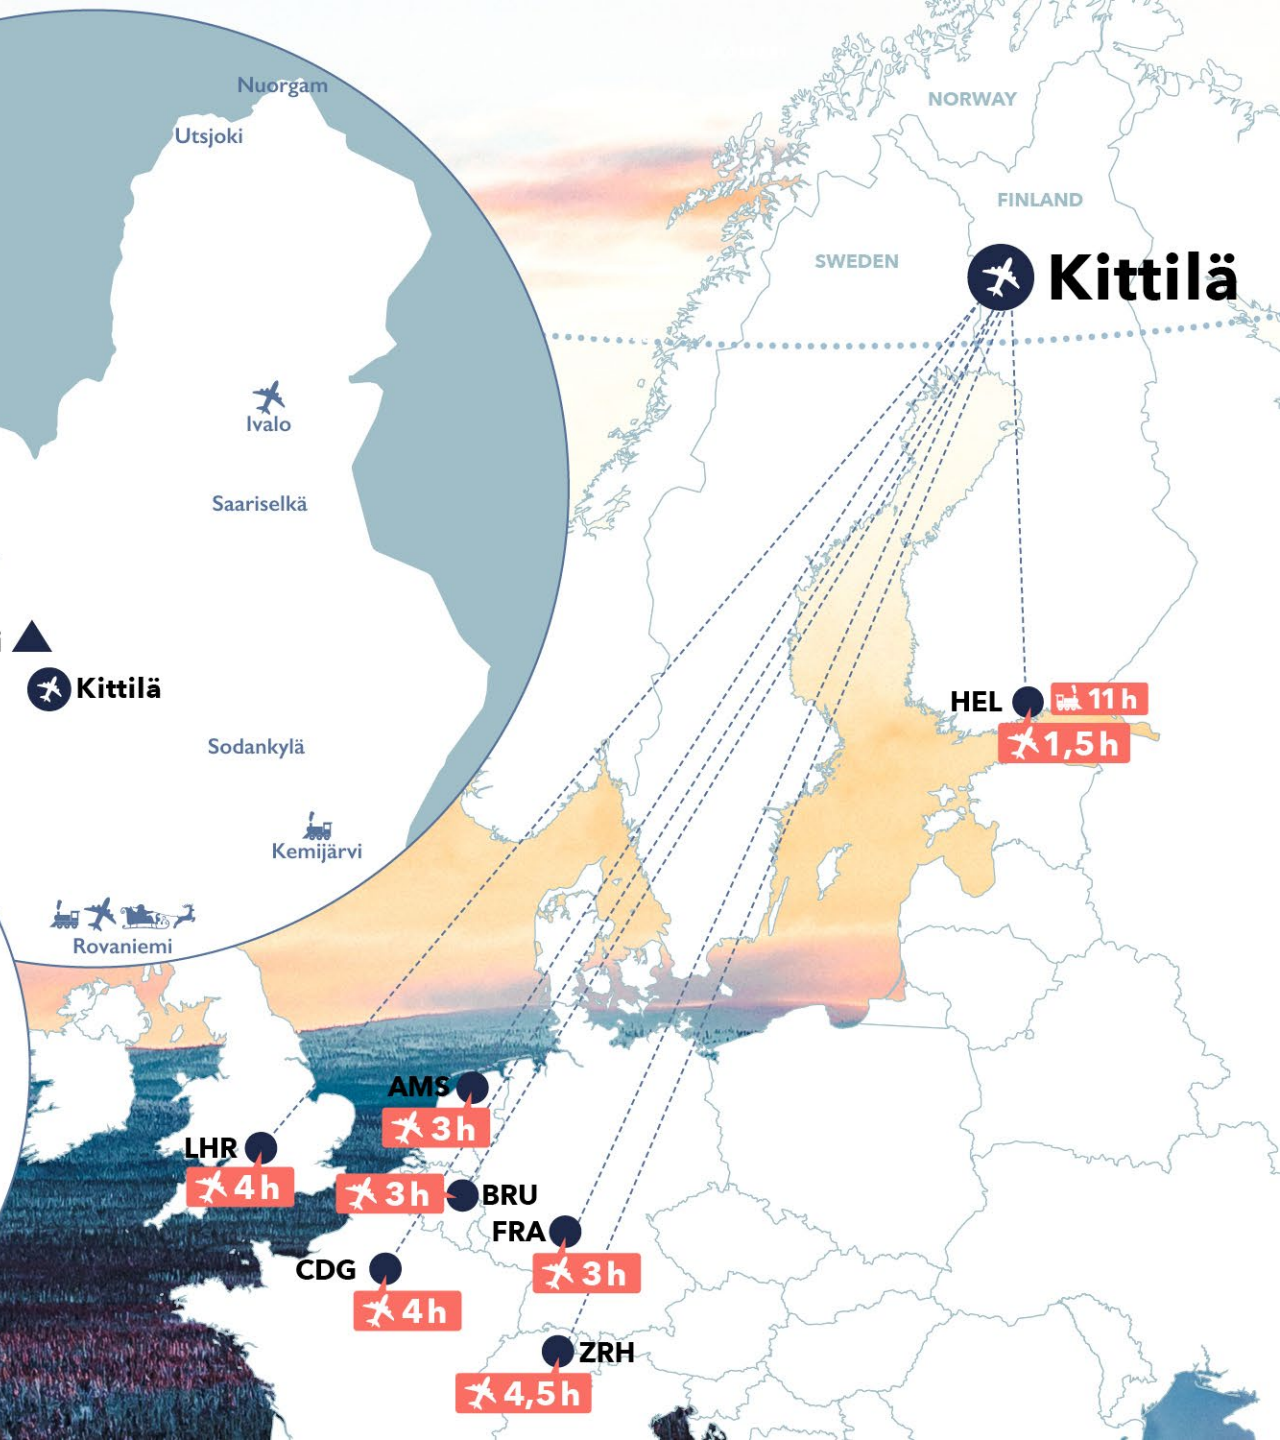 Nuorgam
Utsjoki
Ivalo
Saariselkä
Kittilä
Sodankylä
Kemijärvi
Rovaniemi
NORWAY
FINLAND
SWEDEN
Kittilä
HEL
11 h
1,5 h
AMS
3 h
LHR
4 h
3 h
BRU
FRA
3 h
CDG
4 h
ZRH
4,5 h